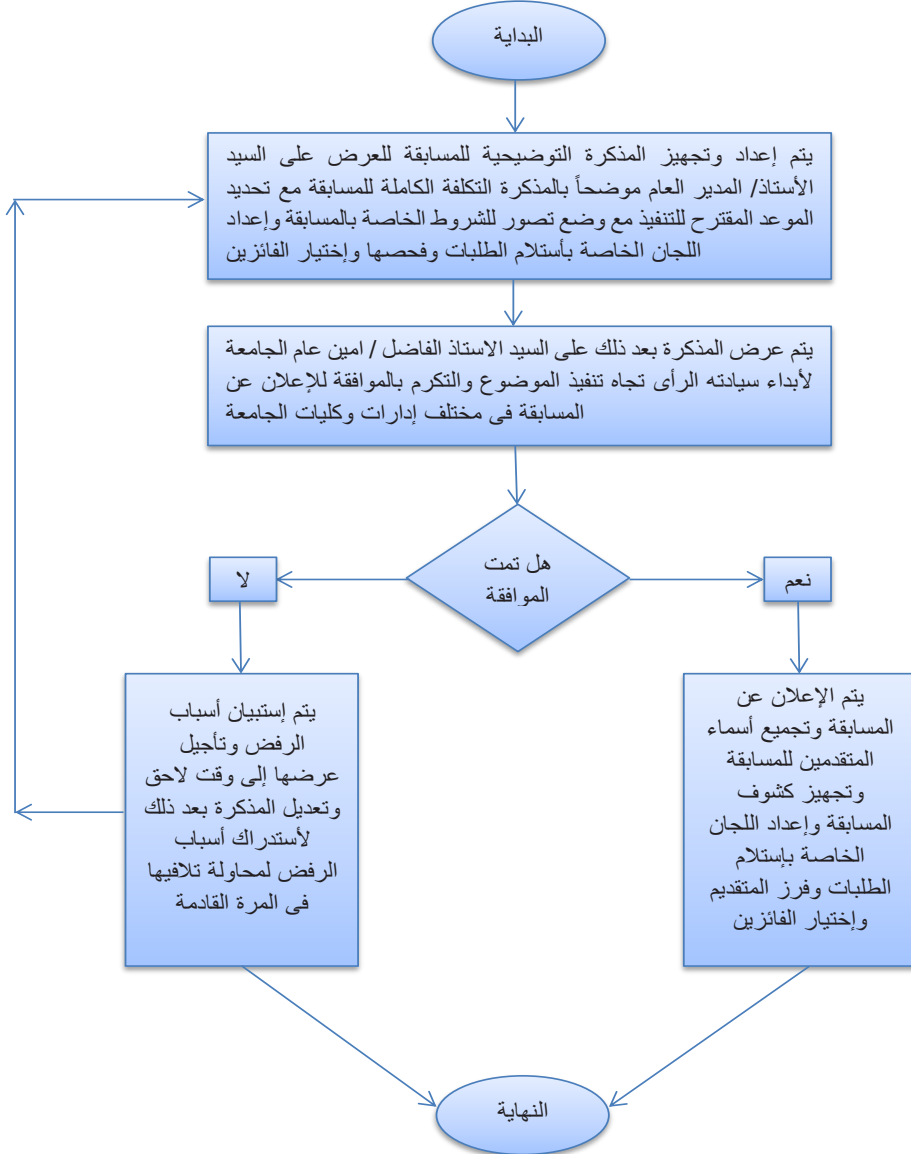 البداية
يتم إعداد وتجهيز المذكرة التوضيحية للمسابقة للعرض على السيد
الأستاذ/ المدير العام موضحاً بالمذكرة التكلفة الكاملة للمسابقة مع تحديد
الموعد المقترح للتنفيذ مع وضع تصور للشروط الخاصة بالمسابقة وإعداد
اللجان الخاصة بأستلام الطلبات وفحصها وإختيار الفائزين
يتم عرض المذكرة بعد ذلك على السيد الاستاذ الفاضل / امين عام الجامعة
لأبداء سيادته الرأى تجاه تنفيذ الموضوع والتكرم بالموافقة للإعلان عن
المسابقة فى مختلف إدارات وكليات الجامعة
هل تمت
الموافقة
نعم
لا
يتم الإعلان عن
المسابقة وتجميع أسماء
المتقدمين للمسابقة
وتجهيز كشوف
المسابقة وإعداد اللجان
الخاصة بإستلام
الطلبات وفرز المتقديم
وإختيار الفائزين
يتم إستبيان أسباب
الرفض وتأجيل
عرضها إلى وقت لاحق
وتعديل المذكرة بعد ذلك
لأستدراك أسباب
الرفض لمحاولة تلافيها
فى المرة القادمة
النهاية